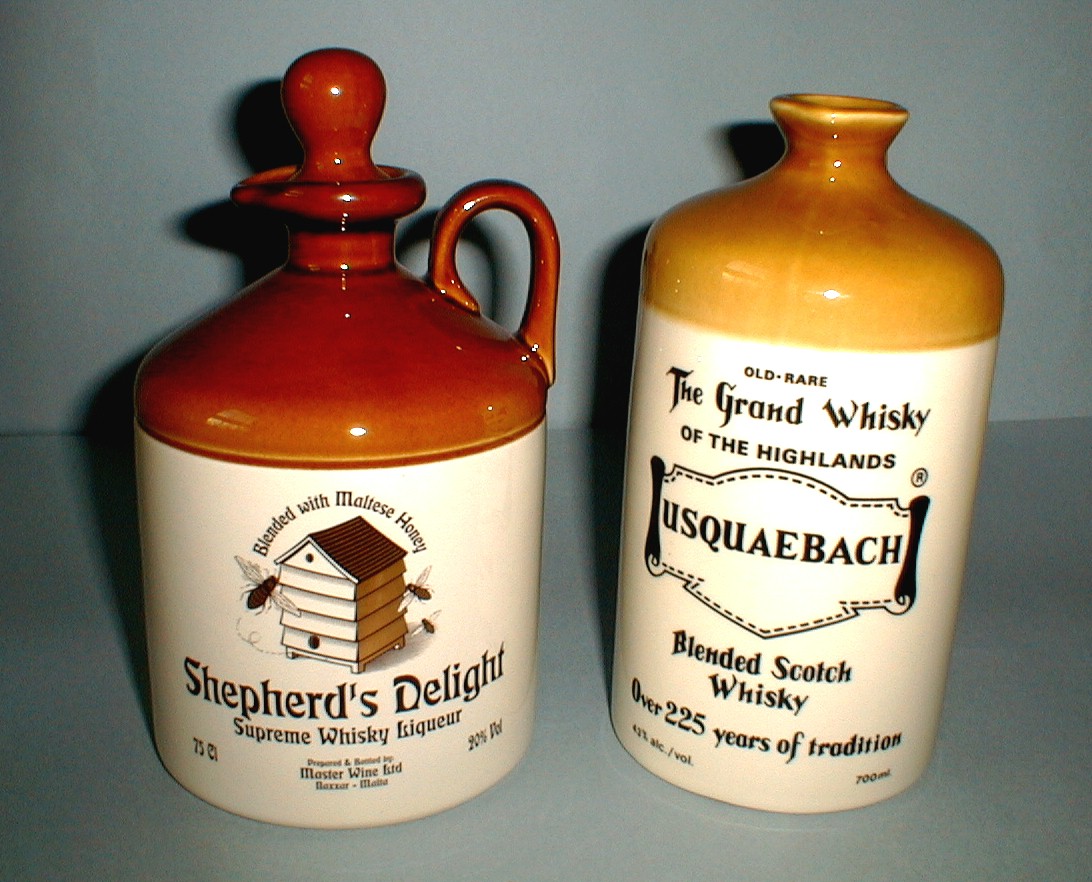 Blended with Maltese Honey
Shepherd's Delight
Supreme Whisky Liqueur
75 Cl
20% Vol
Prepared & Bottled by:
Master Wine Ltd
Naxxar - Malta
OLD·RARE
The Grand Whisky
OF THE HIGHLANDS
®
USQUAEBACH
Blended Scotch
Whisky
Over 225 years of tradition
43% alc./vol.
700ml.